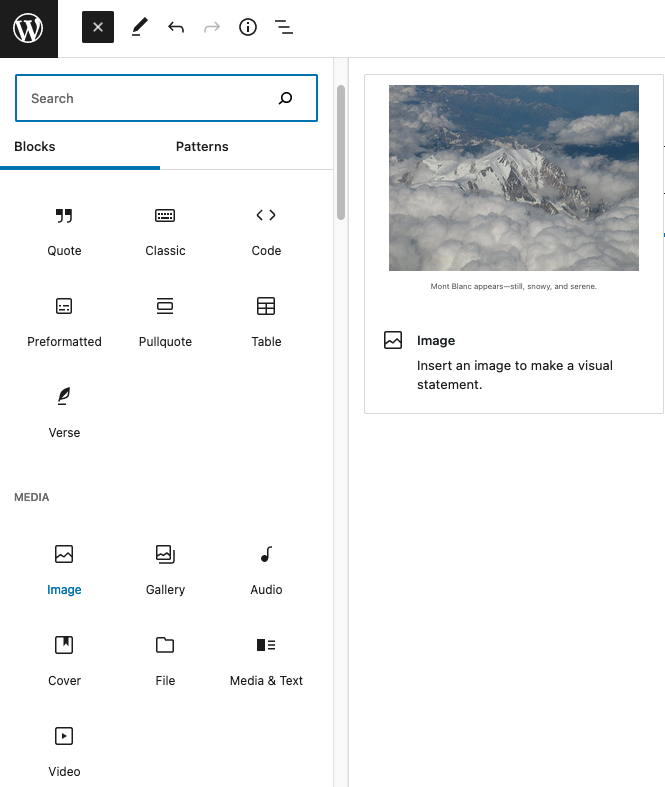 Search
Blocks
Patterns
Quote
Classic
Code
Preformatted
Pullquote
Table
Verse
MEDIA
Image
Gallery
Audio
Cover
File
Media & Text
Video
Mont Blanc appears—still, snowy, and serene.
Image
Insert an image to make a visual
statement.